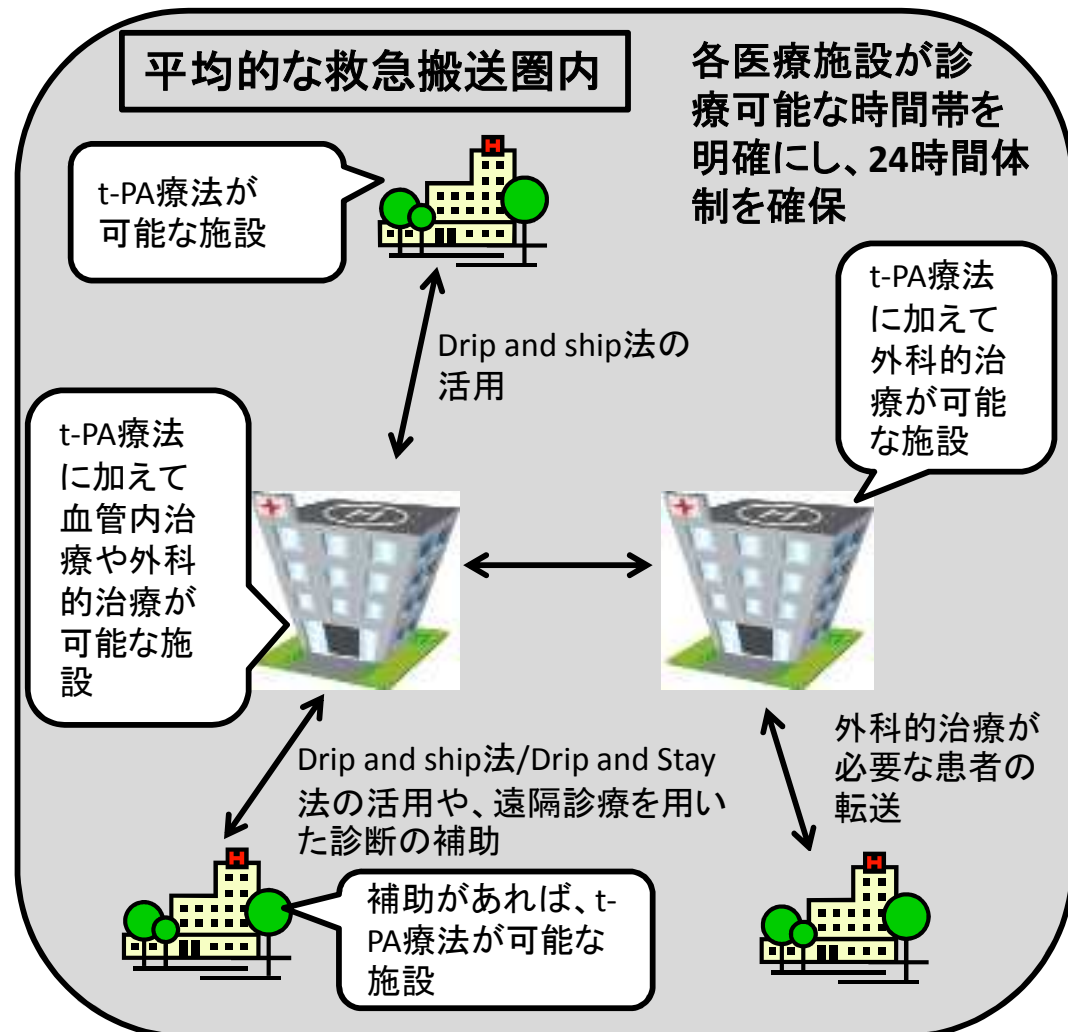 平均的な救急搬送圏内
各医療施設が診
療可能な時間帯を
明確にし、24時間体
制を確保
t-PA療法が
可能な施設
Drip and ship法の
活用
t-PA療法
に加えて
外科的治
療が可能
な施設
t-PA療法
に加えて
血管内治
療や外科
的治療が
可能な施
設
Drip and ship法/Drip and Stay
法の活用や、遠隔診療を用い
た診断の補助
外科的治療が
必要な患者の
転送
補助があれば、t-
PA療法が可能な
施設
H
H
H
H